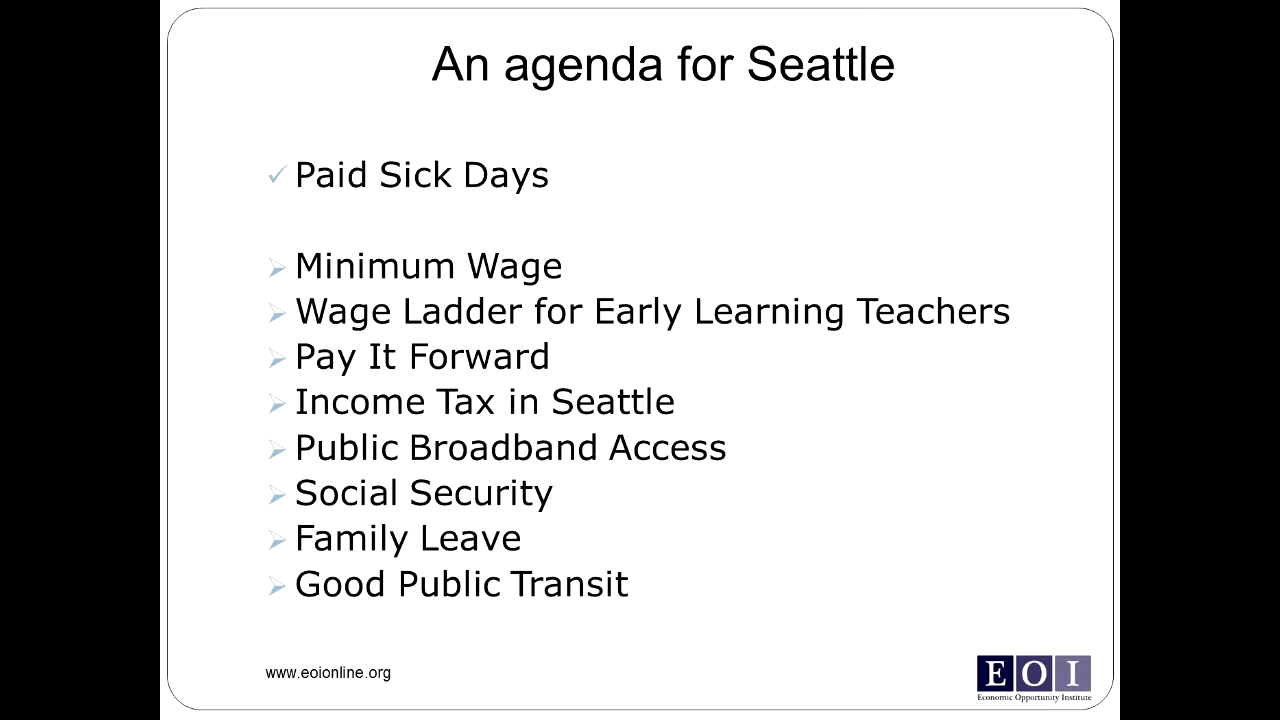 An agenda for Seattle
Paid Sick Days
Minimum Wage
Wage Ladder for Early Learning Teachers
Pay It Forward
Income Tax in Seattle
Public Broadband Access
Social Security
Family Leave
Good Public Transit
www.eoionline.org
EOI
Economic Opportunity Institute